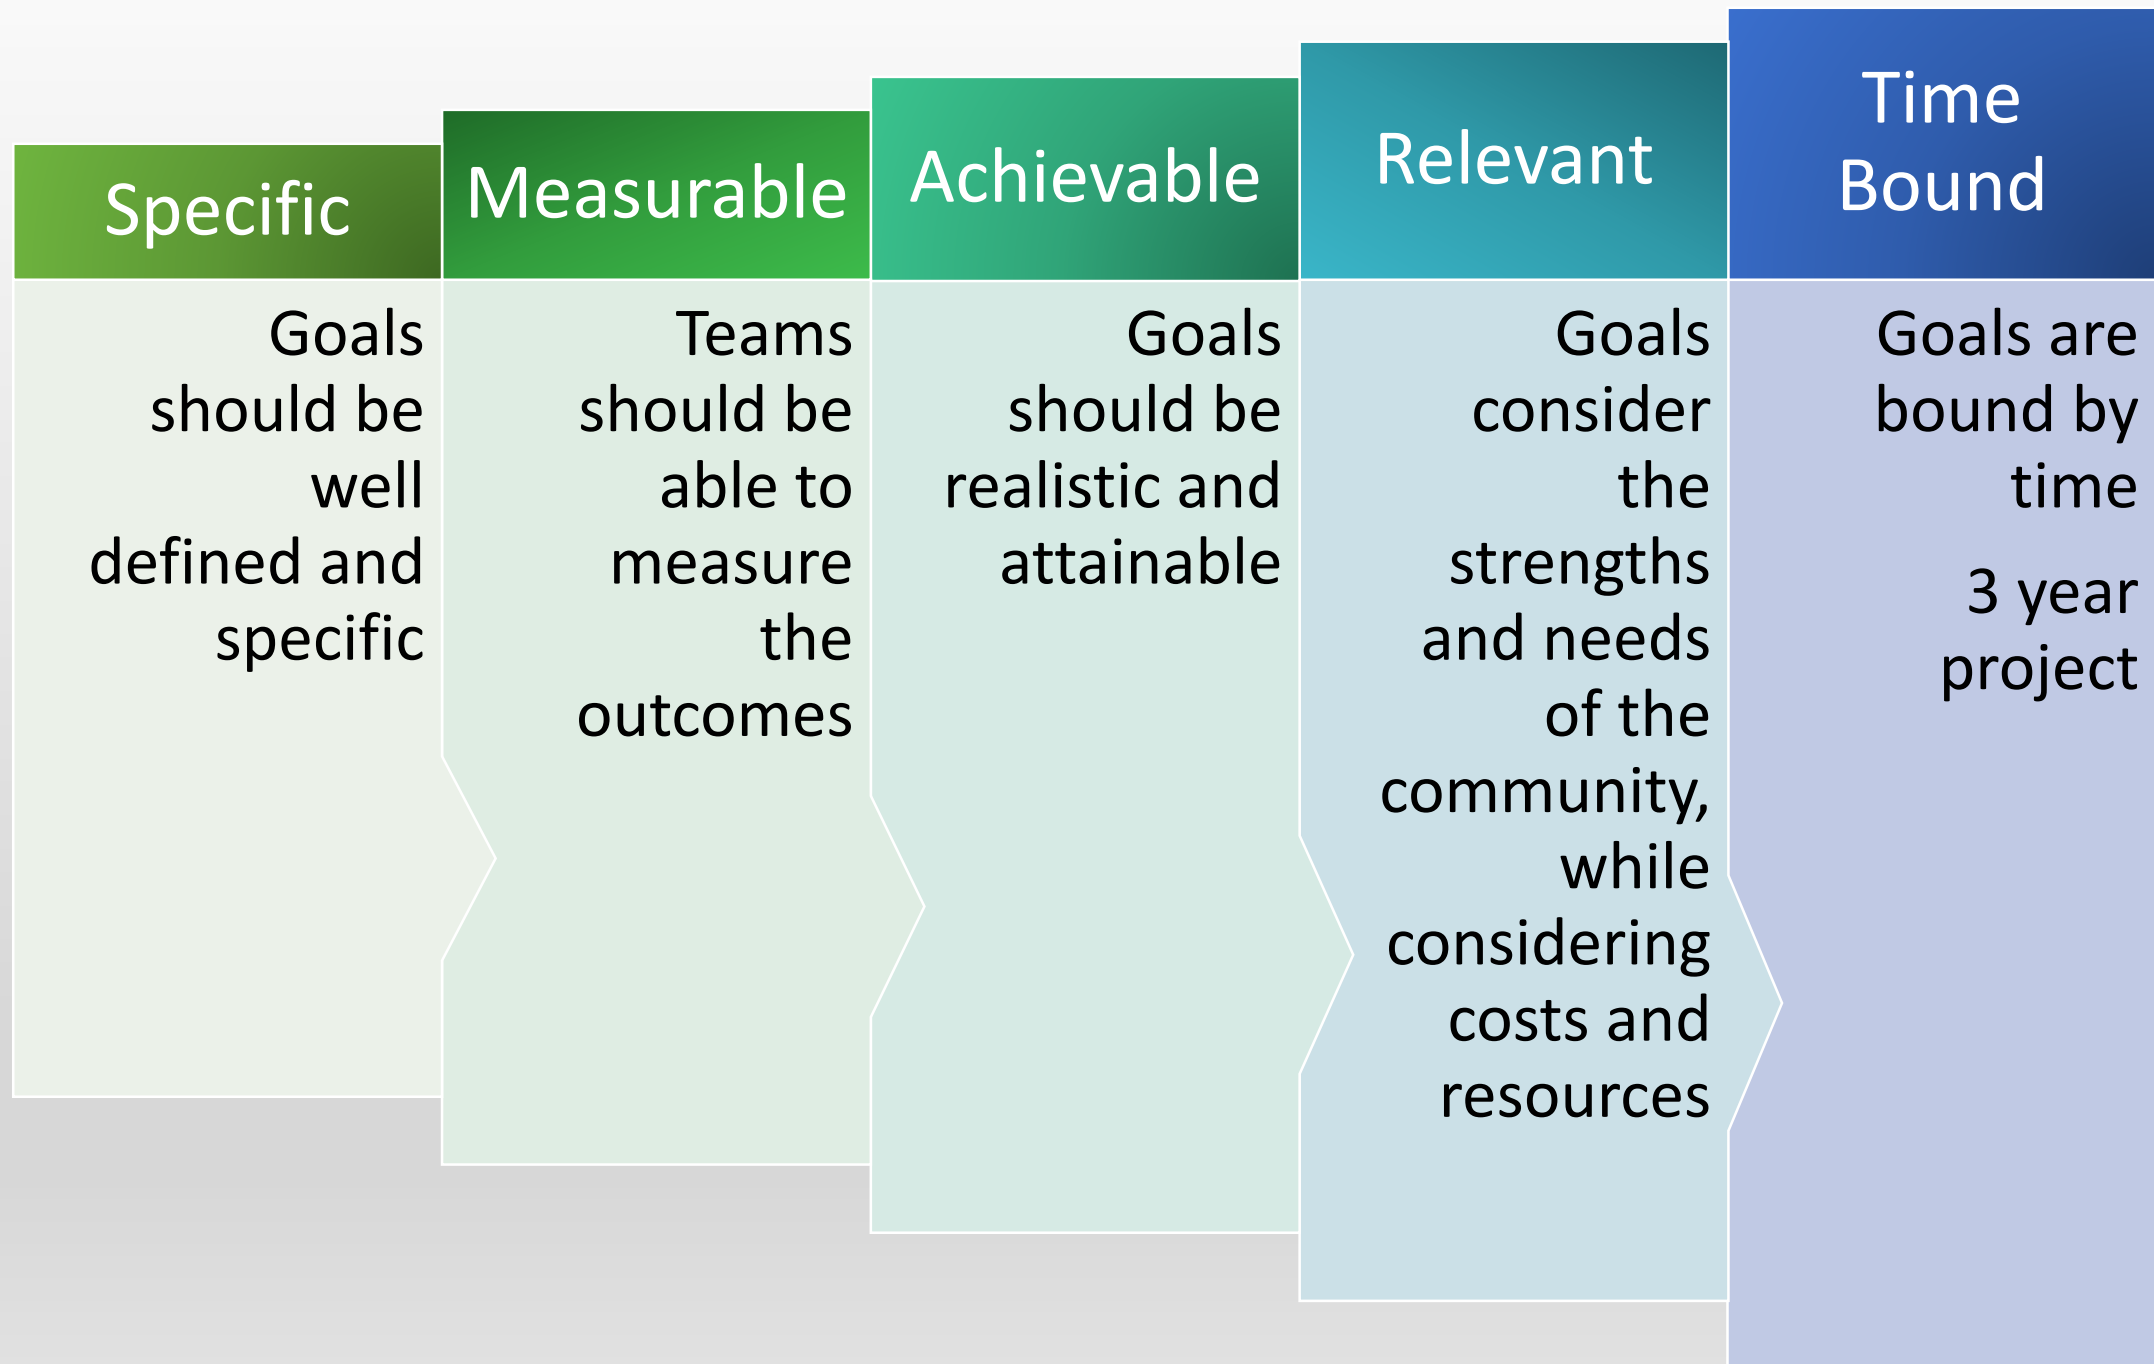 Specific
Goals
should be
well
defined and
specific
Measurable
Teams
should be
able to
measure
the
outcomes
Achievable
Goals
should be
realistic and
attainable
Relevant
Goals
consider
the
strengths
and needs
of the
community,
while
considering
costs and
resources
Time
Bound
Goals are
bound by
time
3 year
project